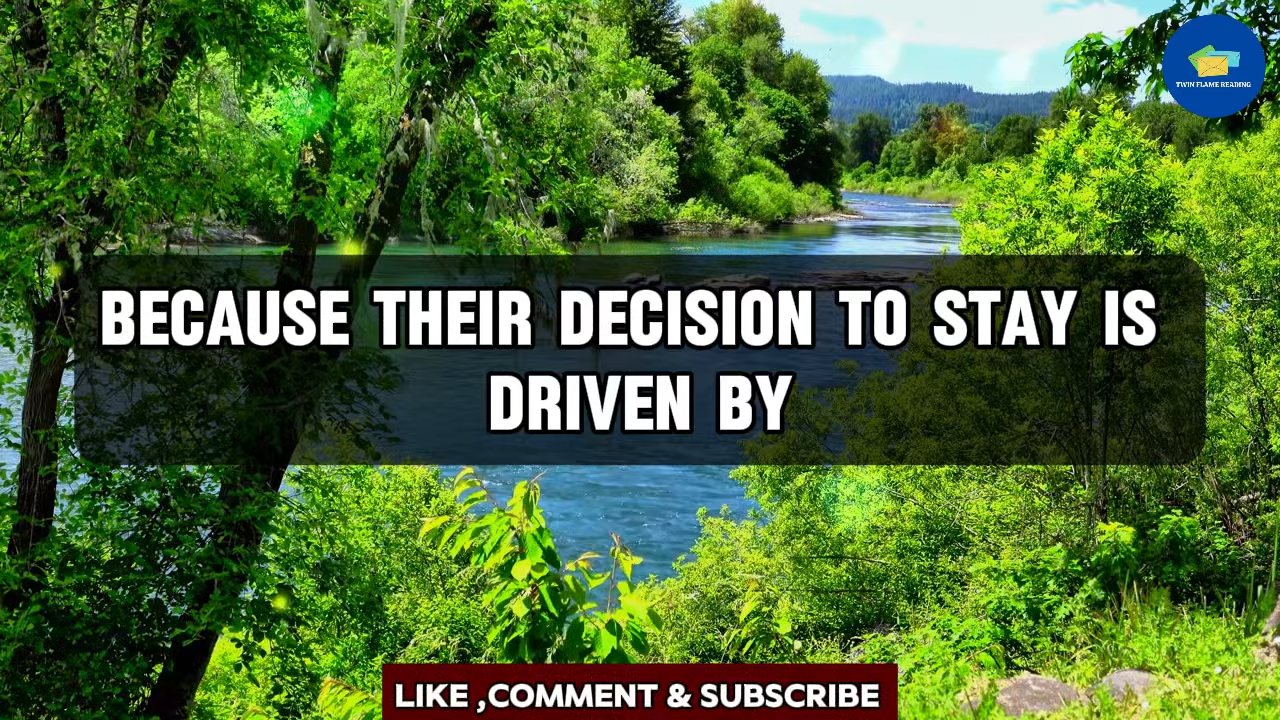 TWIN FLAME READING
BECAUSE THEIR DECISION TO STAY IS
DRIVEN BY
LIKE ,COMMENT & SUBSCRIBE